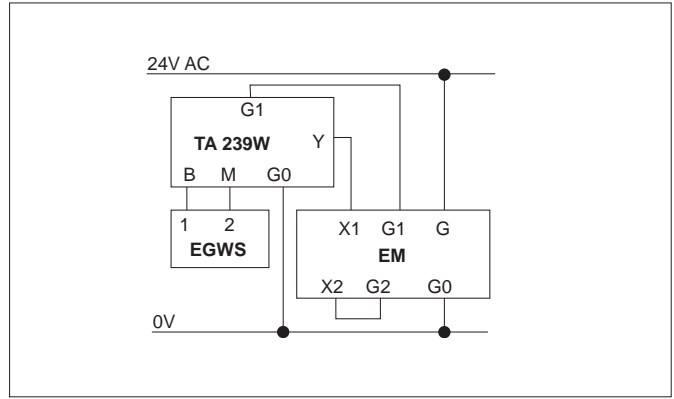 24V AC
G1
TA 239W
Y
B M G0
1 2
EGWS
X1 G1 G
EM
X2 G2 G0
0V